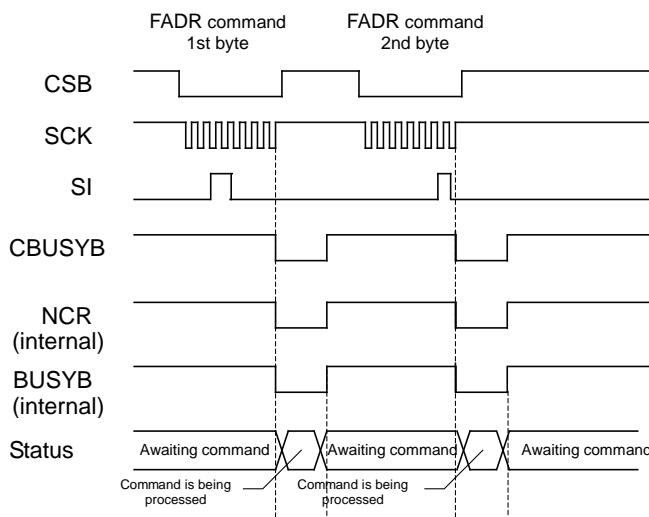 FADR command
1st byte
FADR command
2nd byte
CSB
SCK
SI
CBUSYB
NCR
(internal)
BUSYB
(internal)
Status
Awaiting command
Awaiting command
Awaiting command
Command is being
processed
Command is being
processed